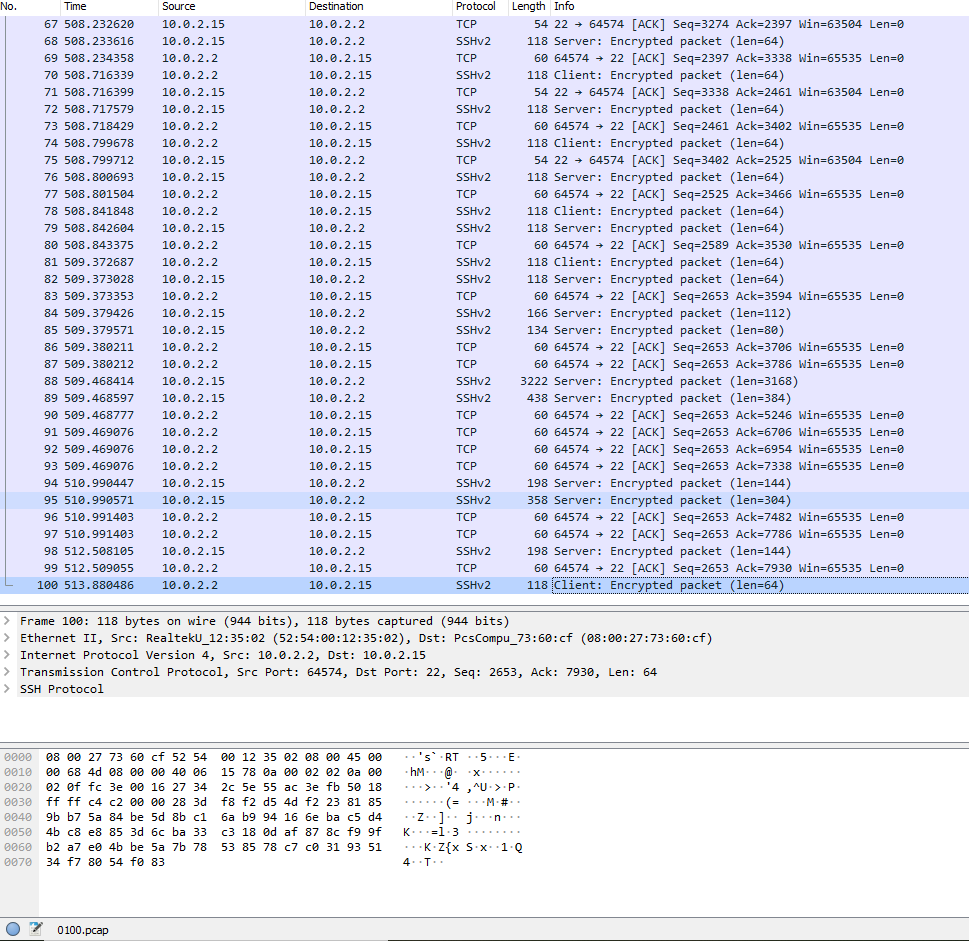 No. Time Source Destination Protocol Length Info
67 508.232620 10.0.2.15 10.0.2.2 TCP 54 22 → 64574 [ACK] Seq=3274 Ack=2397 Win=63504 Len=0
68 508.233616 10.0.2.15 10.0.2.2 SSHv2 118 Server: Encrypted packet (len=64)
69 508.234358 10.0.2.2 10.0.2.15 TCP 60 64574 → 22 [ACK] Seq=2397 Ack=3338 Win=65535 Len=0
70 508.716339 10.0.2.2 10.0.2.15 SSHv2 118 Client: Encrypted packet (len=64)
71 508.716399 10.0.2.15 10.0.2.2 TCP 54 22 → 64574 [ACK] Seq=3338 Ack=2461 Win=63504 Len=0
72 508.717579 10.0.2.15 10.0.2.2 SSHv2 118 Server: Encrypted packet (len=64)
73 508.718429 10.0.2.2 10.0.2.15 TCP 60 64574 → 22 [ACK] Seq=2461 Ack=3402 Win=65535 Len=0
74 508.799678 10.0.2.2 10.0.2.15 SSHv2 118 Client: Encrypted packet (len=64)
75 508.799712 10.0.2.15 10.0.2.2 TCP 54 22 → 64574 [ACK] Seq=3402 Ack=2525 Win=63504 Len=0
76 508.800693 10.0.2.15 10.0.2.2 SSHv2 118 Server: Encrypted packet (len=64)
77 508.801504 10.0.2.2 10.0.2.15 TCP 60 64574 → 22 [ACK] Seq=2525 Ack=3466 Win=65535 Len=0
78 508.841848 10.0.2.2 10.0.2.15 SSHv2 118 Client: Encrypted packet (len=64)
79 508.842604 10.0.2.15 10.0.2.2 SSHv2 118 Server: Encrypted packet (len=64)
80 508.843375 10.0.2.2 10.0.2.15 TCP 60 64574 → 22 [ACK] Seq=2589 Ack=3530 Win=65535 Len=0
81 509.372687 10.0.2.2 10.0.2.15 SSHv2 118 Client: Encrypted packet (len=64)
82 509.373028 10.0.2.15 10.0.2.2 SSHv2 118 Server: Encrypted packet (len=64)
83 509.373353 10.0.2.2 10.0.2.15 TCP 60 64574 → 22 [ACK] Seq=2653 Ack=3594 Win=65535 Len=0
84 509.379426 10.0.2.15 10.0.2.2 SSHv2 166 Server: Encrypted packet (len=112)
85 509.379571 10.0.2.15 10.0.2.2 SSHv2 134 Server: Encrypted packet (len=80)
86 509.380211 10.0.2.2 10.0.2.15 TCP 60 64574 → 22 [ACK] Seq=2653 Ack=3706 Win=65535 Len=0
87 509.380212 10.0.2.2 10.0.2.15 TCP 60 64574 → 22 [ACK] Seq=2653 Ack=3786 Win=65535 Len=0
88 509.468414 10.0.2.15 10.0.2.2 SSHv2 3222 Server: Encrypted packet (len=3168)
89 509.468597 10.0.2.15 10.0.2.2 SSHv2 438 Server: Encrypted packet (len=384)
90 509.468777 10.0.2.2 10.0.2.15 TCP 60 64574 → 22 [ACK] Seq=2653 Ack=5246 Win=65535 Len=0
91 509.469076 10.0.2.2 10.0.2.15 TCP 60 64574 → 22 [ACK] Seq=2653 Ack=6706 Win=65535 Len=0
92 509.469076 10.0.2.2 10.0.2.15 TCP 60 64574 → 22 [ACK] Seq=2653 Ack=6954 Win=65535 Len=0
93 509.469076 10.0.2.2 10.0.2.15 TCP 60 64574 → 22 [ACK] Seq=2653 Ack=7338 Win=65535 Len=0
94 510.990447 10.0.2.15 10.0.2.2 SSHv2 198 Server: Encrypted packet (len=144)
95 510.990571 10.0.2.15 10.0.2.2 SSHv2 358 Server: Encrypted packet (len=304)
96 510.991403 10.0.2.2 10.0.2.15 TCP 60 64574 → 22 [ACK] Seq=2653 Ack=7482 Win=65535 Len=0
97 510.991403 10.0.2.2 10.0.2.15 TCP 60 64574 → 22 [ACK] Seq=2653 Ack=7786 Win=65535 Len=0
98 512.508105 10.0.2.15 10.0.2.2 SSHv2 198 Server: Encrypted packet (len=144)
99 512.509055 10.0.2.2 10.0.2.15 TCP 60 64574 → 22 [ACK] Seq=2653 Ack=7930 Win=65535 Len=0
100 513.880486 10.0.2.2 10.0.2.15 SSHv2 118 Client: Encrypted packet (len=64)
Frame 100: 118 bytes on wire (944 bits), 118 bytes captured (944 bits)
Ethernet II, Src: RealtekU_12:35:02 (52:54:00:12:35:02), Dst: PcsCompu_73:60:cf (08:00:27:73:60:cf)
Internet Protocol Version 4, Src: 10.0.2.2, Dst: 10.0.2.15
Transmission Control Protocol, Src Port: 64574, Dst Port: 22, Seq: 2653, Ack: 7930, Len: 64
SSH Protocol
0000 08 00 27 73 60 cf 52 54 00 12 35 02 08 00 45 00 ··'s`·RT ··5···E·
0010 00 68 4d 08 00 00 40 06 15 78 0a 00 02 02 0a 00 ·hM···@· ·x······
0020 02 0f fc 3e 00 16 27 34 2c 5e 55 ac 3e fb 50 18 ···>··'4 ,^U·>·P·
0030 ff ff c4 c2 00 00 28 3d f8 f2 d5 4d f2 23 81 85 ······(= ···M·#··
0040 9b b7 5a 84 be 5d 8b c1 6a b9 94 16 6e ba c5 d4 ··Z··]·· j···n···
0050 4b c8 e8 85 3d 6c ba 33 c3 18 0d af 87 8c f9 9f K···=l·3 ········
0060 b2 a7 e0 4b be 5a 7b 78 53 85 78 c7 c0 31 93 51 ···K·Z{x S·x··1·Q
0070 34 f7 80 54 f0 83 4··T··
0100.pcap